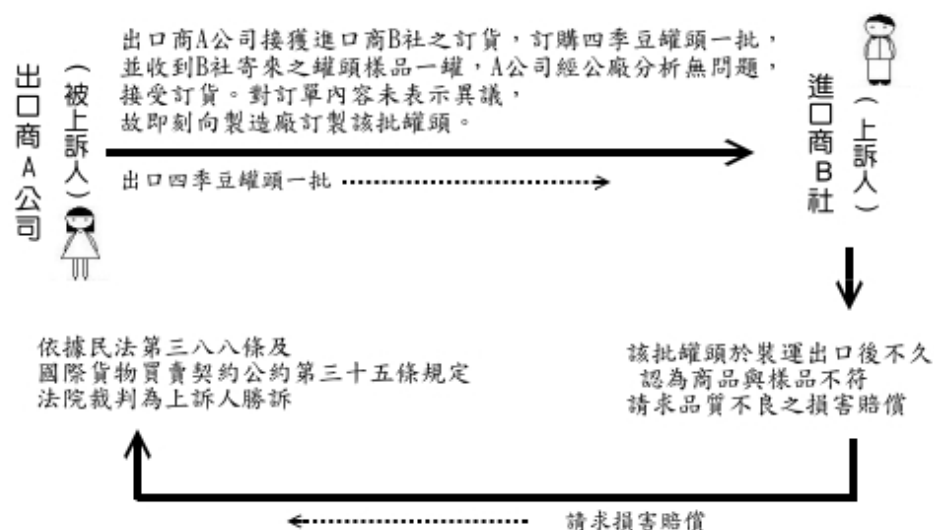 出口商A公司接獲進口商B社之訂貨，訂購四季豆罐頭一批，
並收到B社寄來之罐頭樣品一罐，A公司經公廠分析無問題，
接受訂貨。對訂單內容未表示異議，
故即刻向製造廠訂製該批罐頭。
出口商A公司
（被上訴人）
出口四季豆罐頭一批
進口商B社
（上訴人）
該批罐頭於裝運出口後不久
認為商品與樣品不符
請求品質不良之損害賠償
依據民法第三八八條及
國際貨物買賣契約公約第三十五條規定
法院裁判為上訴人勝訴
請求損害賠償